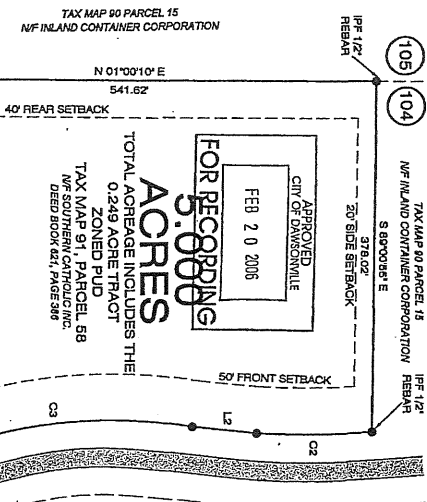 TAX MAP 90 PARCEL 15
N/F INLAND CONTAINER CORPORATION
N 01°00'10" E
541.62'
40' REAR SETBACK
IPF 1/2"
REBAR
105
104
TAX MAP 90 PARCEL 15
N/F INLAND CONTAINER CORPORATION
S 89°00'56" E
378.02'
20' SIDE SETBACK
IPF 1/2"
REBAR
APPROVED
CITY OF DAWSONVILLE
FEB 20 2006
FOR RECORDING
5.000
ACRES
TOTAL ACREAGE INCLUDES THE
0.249 ACRE TRACT
ZONED PUD
TAX MAP 91, PARCEL 58
N/F SOUTHERN CATHOLIC INC.
DEED BOOK 621, PAGE 386
50' FRONT SETBACK
C3
L2
C2